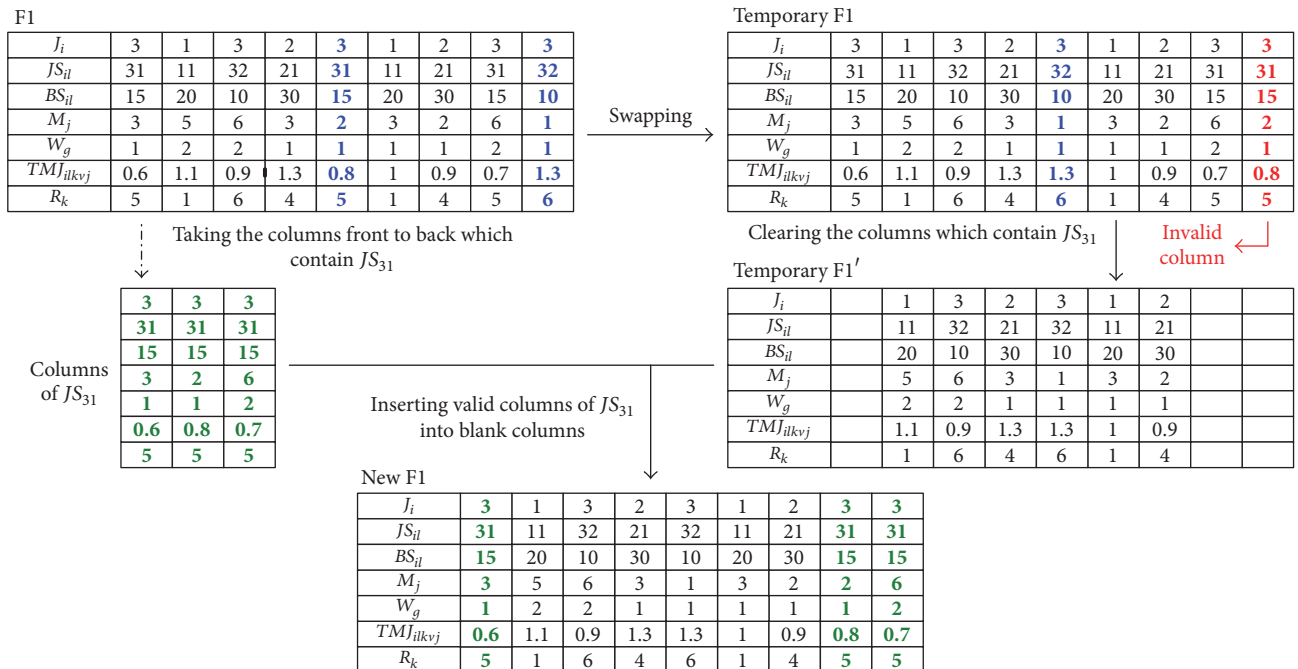 F1
J_i 3 1 3 2 3 1 2 3 3
JS_il 31 11 32 21 31 11 21 31 32
BS_il 15 20 10 30 15 20 30 15 10
M_j 3 5 6 3 2 3 2 6 1
W_g 1 2 2 1 1 1 1 2 1
TMJ_ilkvj 0.6 1.1 0.9 1.3 0.8 1 0.9 0.7 1.3
R_k 5 1 6 4 5 1 4 5 6
Swapping
Temporary F1
J_i 3 1 3 2 3 1 2 3 3
JS_il 31 11 32 21 32 11 21 31 31
BS_il 15 20 10 30 10 20 30 15 15
M_j 3 5 6 3 1 3 2 6 2
W_g 1 2 2 1 1 1 1 2 1
TMJ_ilkvj 0.6 1.1 0.9 1.3 1.3 1 0.9 0.7 0.8
R_k 5 1 6 4 6 1 4 5 5
Taking the columns front to back which
contain JS_31
Clearing the columns which contain JS_31
Invalid
column
Columns
of JS_31
3 3 3
31 31 31
15 15 15
3 2 6
1 1 2
0.6 0.8 0.7
5 5 5
Temporary F1′
J_i 1 3 2 3 1 2
JS_il 11 32 21 32 11 21
BS_il 20 10 30 10 20 30
M_j 5 6 3 1 3 2
W_g 2 2 1 1 1 1
TMJ_ilkvj 1.1 0.9 1.3 1.3 1 0.9
R_k 1 6 4 6 1 4
Inserting valid columns of JS_31
into blank columns
New F1
J_i 3 1 3 2 3 1 2 3 3
JS_il 31 11 32 21 32 11 21 31 31
BS_il 15 20 10 30 10 20 30 15 15
M_j 3 5 6 3 1 3 2 2 6
W_g 1 2 2 1 1 1 1 1 2
TMJ_ilkvj 0.6 1.1 0.9 1.3 1.3 1 0.9 0.8 0.7
R_k 5 1 6 4 6 1 4 5 5